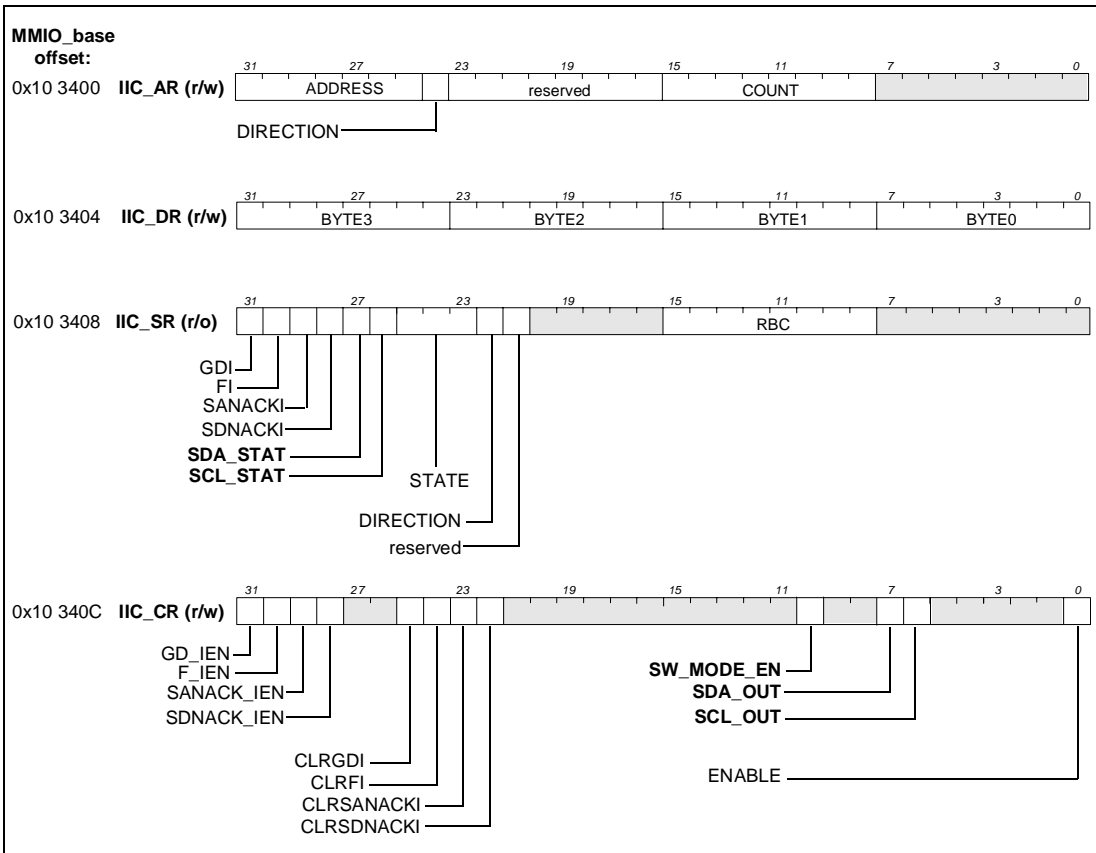 MMIO_base
offset:
31 27 23 19 15 11 7 3 0
0x10 3400 IIC_AR (r/w) ADDRESS reserved COUNT
DIRECTION
31 27 23 19 15 11 7 3 0
0x10 3404 IIC_DR (r/w) BYTE3 BYTE2 BYTE1 BYTE0
31 27 23 19 15 11 7 3 0
0x10 3408 IIC_SR (r/o) RBC
GDI
FI
SANACKI
SDNACKI
SDA_STAT
SCL_STAT
STATE
DIRECTION
reserved
31 27 23 19 15 11 7 3 0
0x10 340C IIC_CR (r/w)
GD_IEN
F_IEN
SANACK_IEN
SDNACK_IEN
CLRGDI
CLRFI
CLRSANACKI
CLRSDNACKI
SW_MODE_EN
SDA_OUT
SCL_OUT
ENABLE